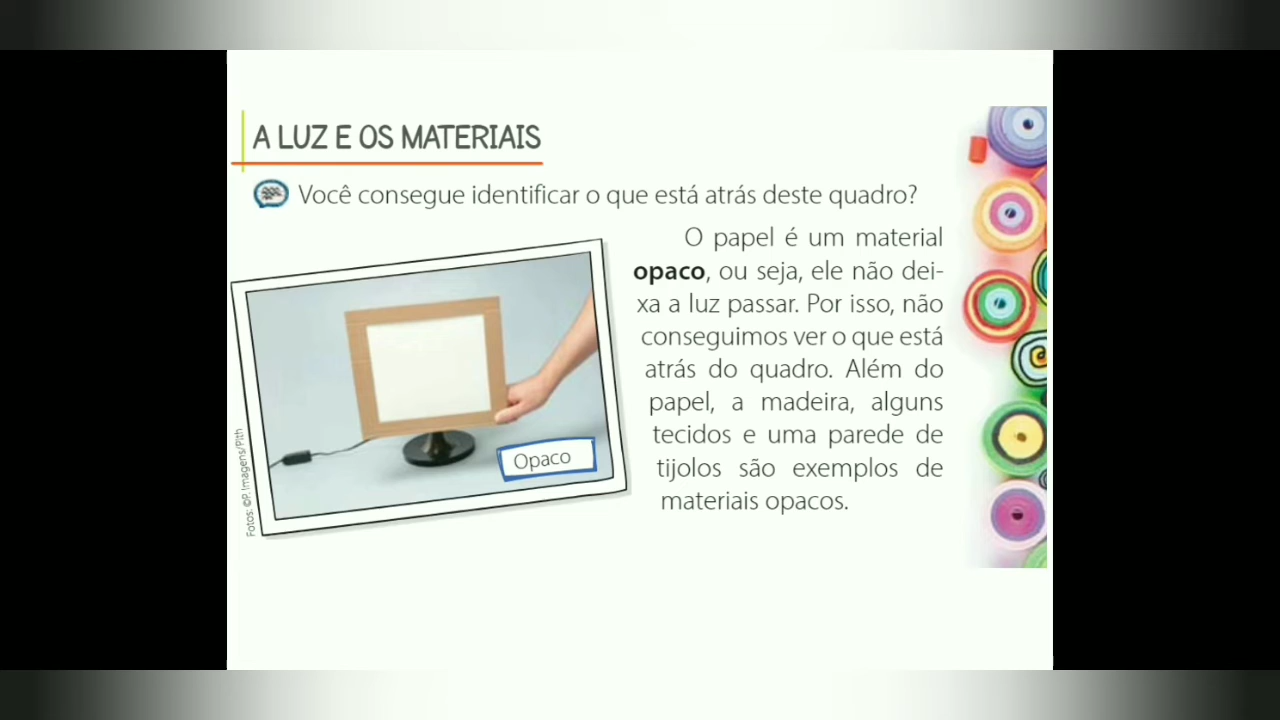 A LUZ E OS MATERIAIS
Você consegue identificar o que está atrás deste quadro?
O papel é um material
opaco, ou seja, ele não dei-
xa a luz passar. Por isso, não
conseguimos ver o que está
atrás do quadro. Além do
papel, a madeira, alguns
tecidos e uma parede de
tijolos são exemplos de
materiais opacos.
Opaco
Fotos: ©P. Imagens/Pith